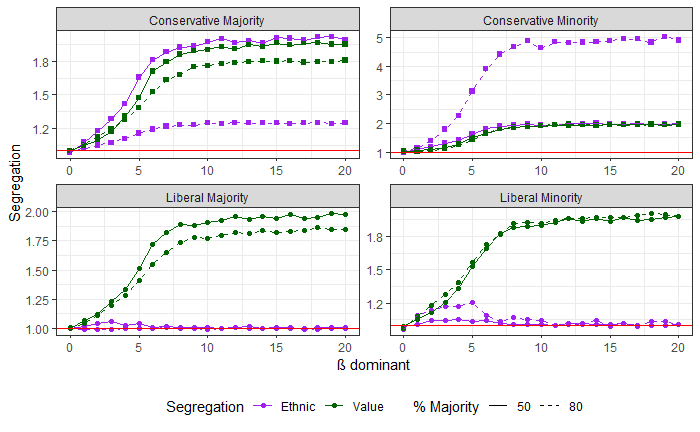 Conservative Majority
Conservative Minority
1.8
1.5
1.2
0 5 10 15 20
5
4
3
2
1
0 5 10 15 20
Segregation
Liberal Majority
Liberal Minority
2.00
1.75
1.50
1.25
1.00
0 5 10 15 20
1.8
1.5
1.2
0 5 10 15 20
ß dominant
Segregation Ethnic Value % Majority 50 80